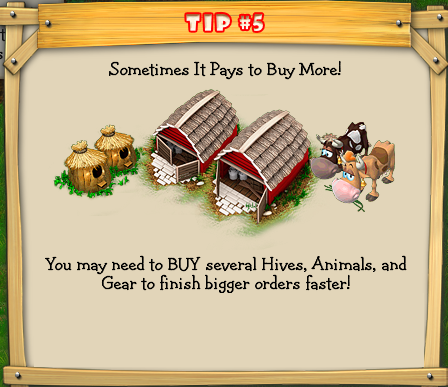 TIP #5
Sometimes It Pays to Buy More!
You may need to BUY several Hives, Animals, and
Gear to finish bigger orders faster!